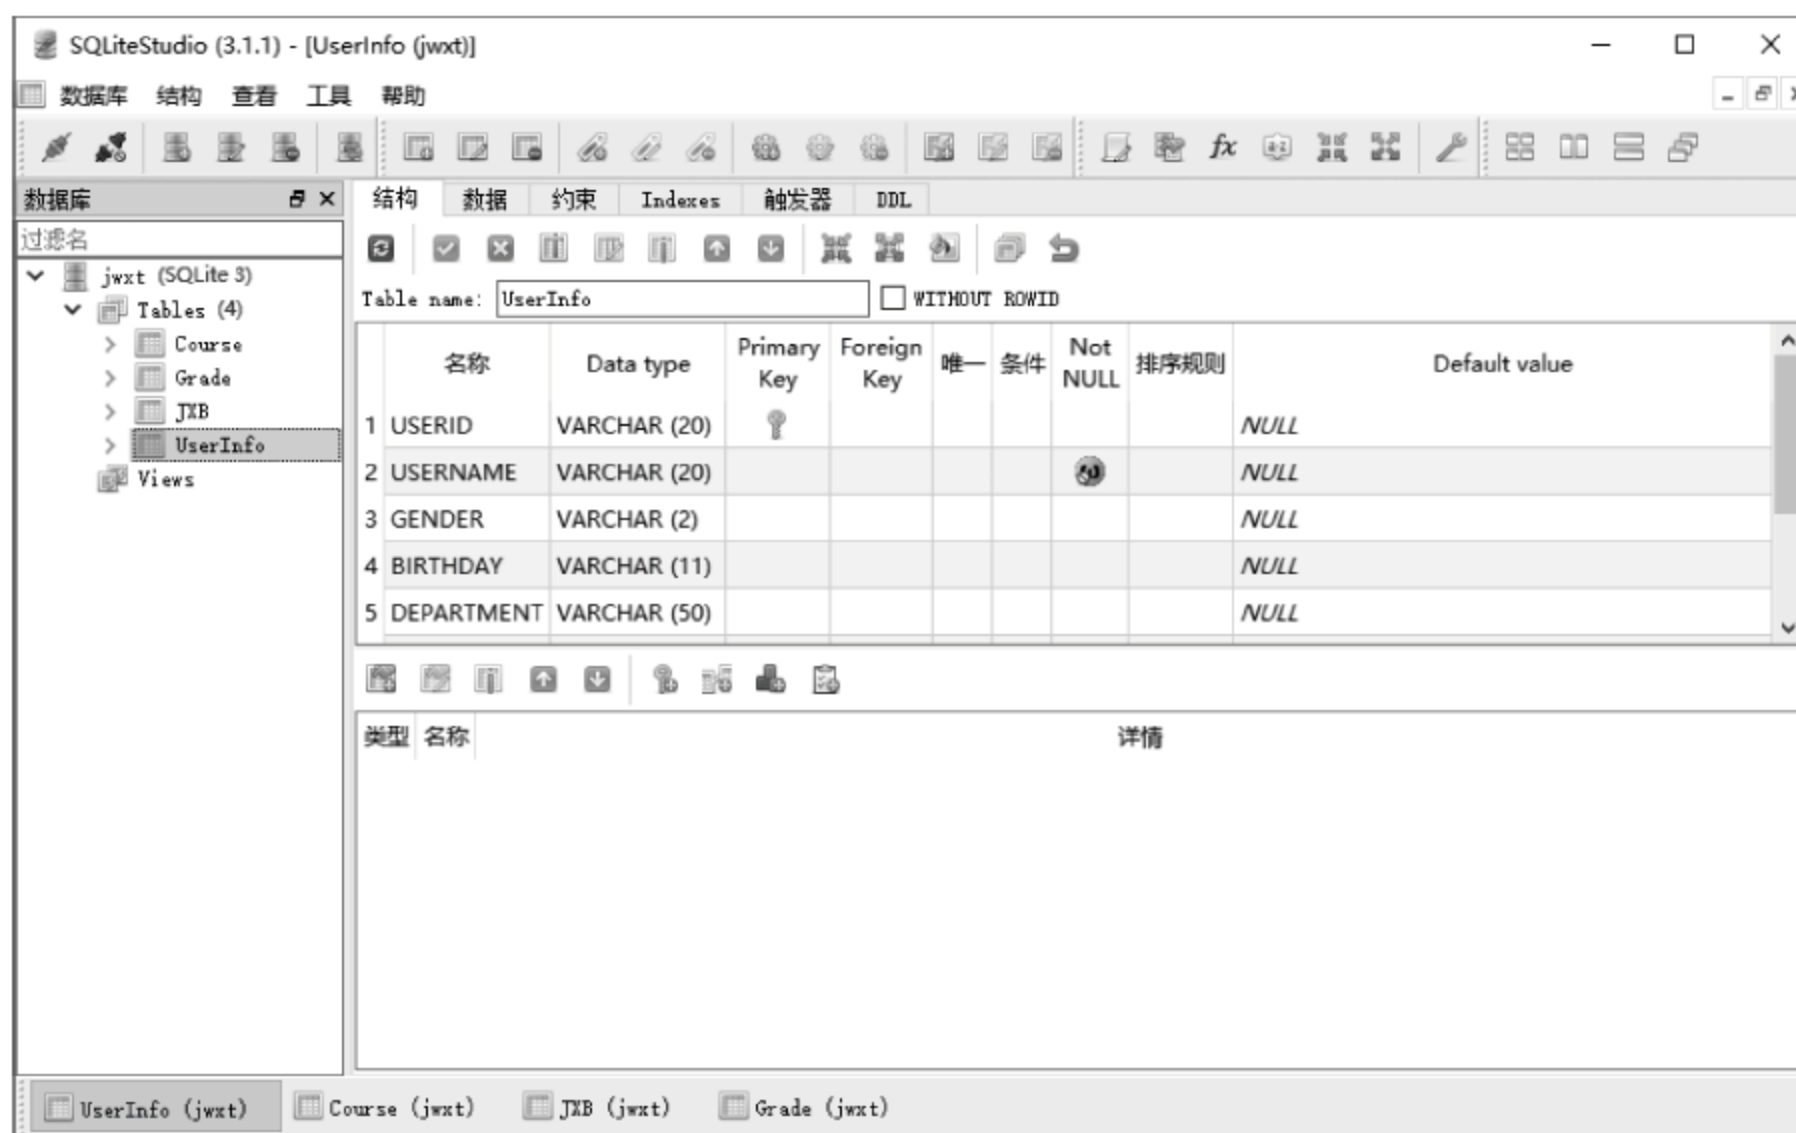 SQLiteStudio (3.1.1) - [UserInfo (jwxt)]
数据库 结构 查看 工具 帮助
数据库
过滤名
jwxt (SQLite 3)
Tables (4)
Course
Grade
JXB
UserInfo
Views
结构 数据 约束 Indexes 触发器 DDL
Table name: UserInfo WITHOUT ROWID
名称 Data type Primary Key Foreign Key 唯一 条件 Not NULL 排序规则 Default value
1 USERID VARCHAR (20) NULL
2 USERNAME VARCHAR (20) NULL
3 GENDER VARCHAR (2) NULL
4 BIRTHDAY VARCHAR (11) NULL
5 DEPARTMENT VARCHAR (50) NULL
类型 名称 详情
UserInfo (jwxt) Course (jwxt) JXB (jwxt) Grade (jwxt)